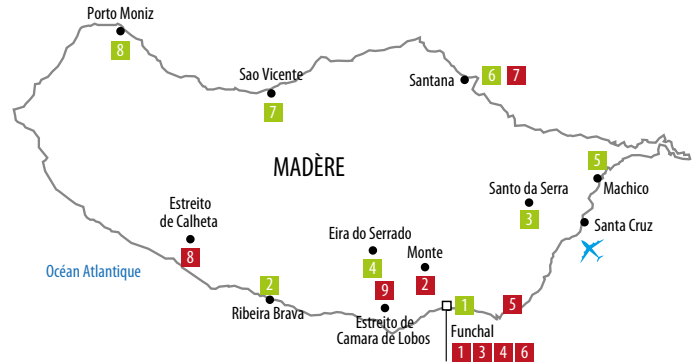 Porto Moniz
8
Sao Vicente
7
Santana
6 7
MADÈRE
5
Machico
Santo da Serra
3
Santa Cruz
Estreito
de Calheta
8
Eira do Serrado
4
Monte
2
Océan Atlantique
2
Ribeira Brava
9
Estreito de
Camara de Lobos
1
5
Funchal
1 3 4 6